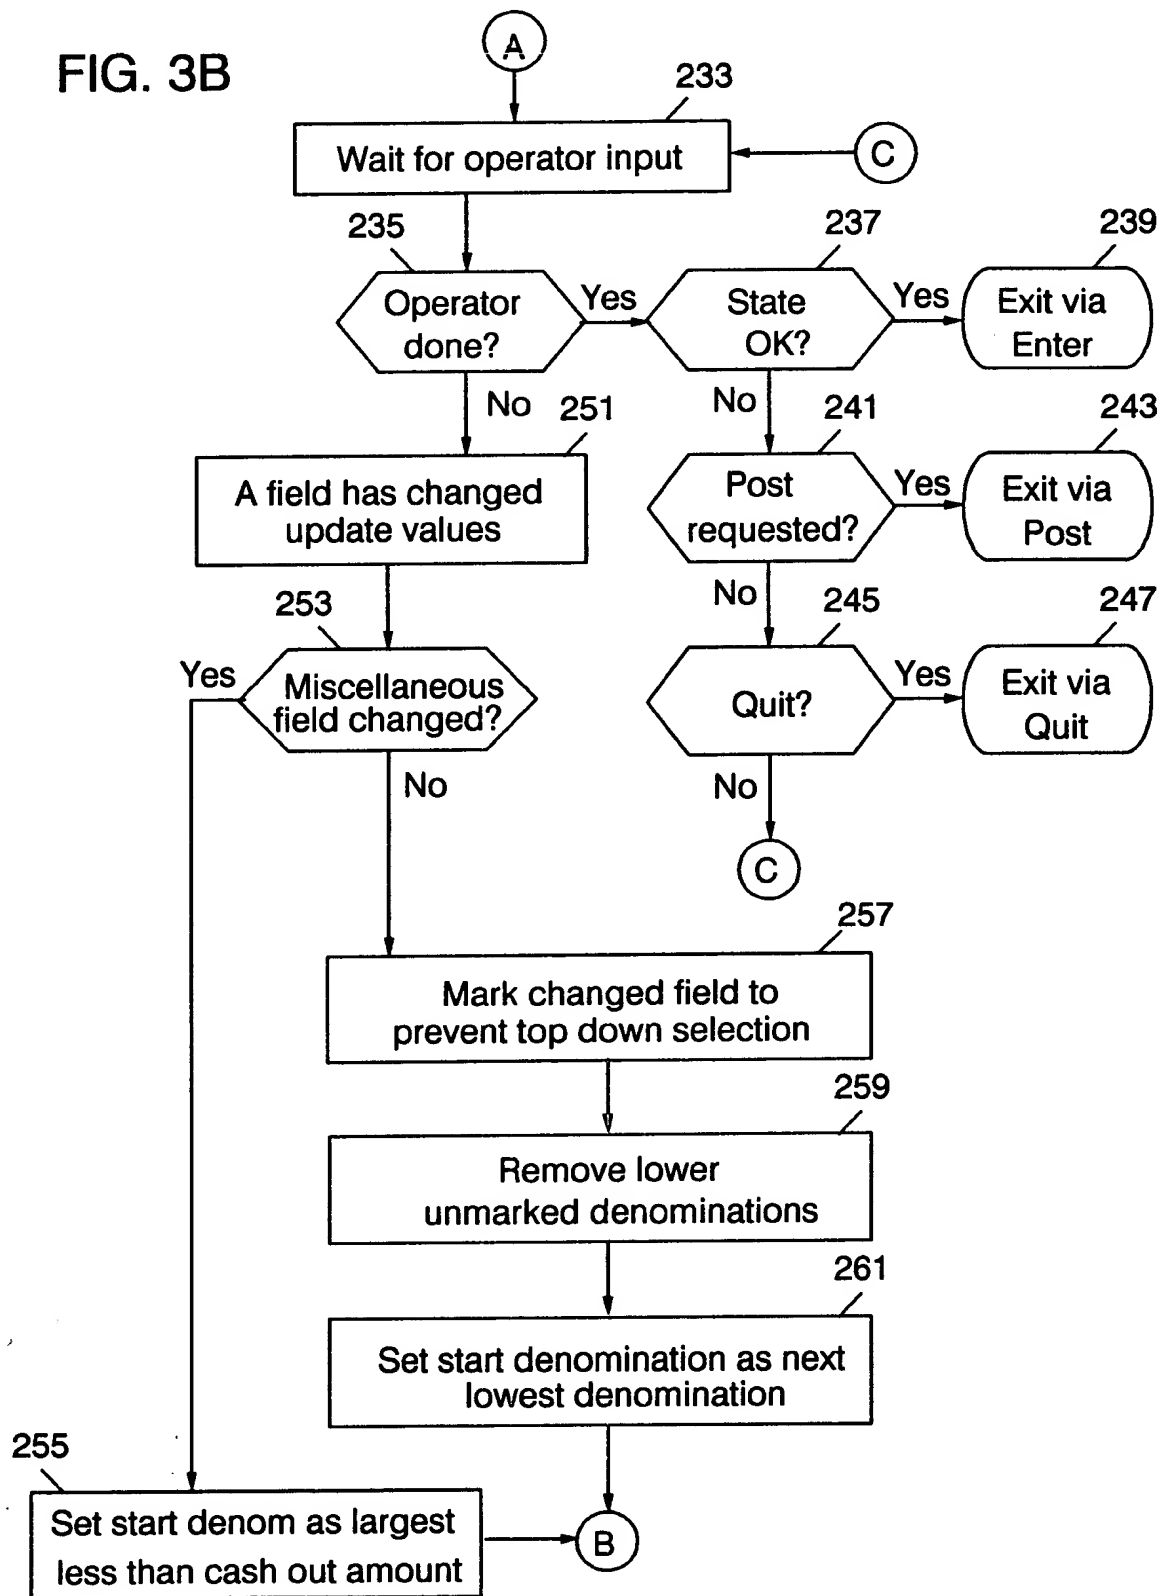 FIG. 3B
A
233
Wait for operator input
C
235
237
239
Operator
done?
Yes
State
OK?
Yes
Exit via
Enter
No
251
No
241
243
A field has changed
update values
Post
requested?
Yes
Exit via
Post
253
No
245
247
Yes
Miscellaneous
field changed?
Quit?
Yes
Exit via
Quit
No
No
C
257
Mark changed field to
prevent top down selection
259
Remove lower
unmarked denominations
261
Set start denomination as next
lowest denomination
255
Set start denom as largest
less than cash out amount
B